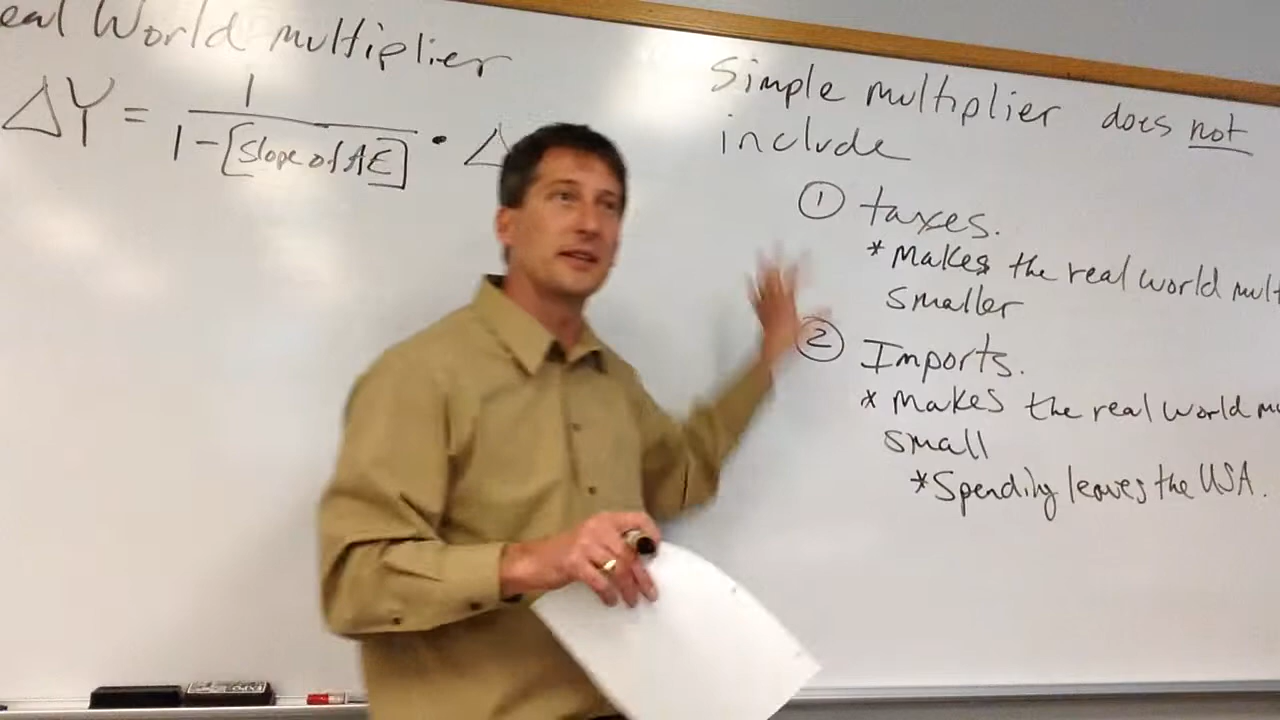 eal World multiplier
ΔY = 1 / 1-[Slope of AE] · Δ
Simple multiplier does not
include
① taxes.
* Makes the real world mult
smaller
② Imports.
* Makes the real world mu
small
* Spending leaves the USA.